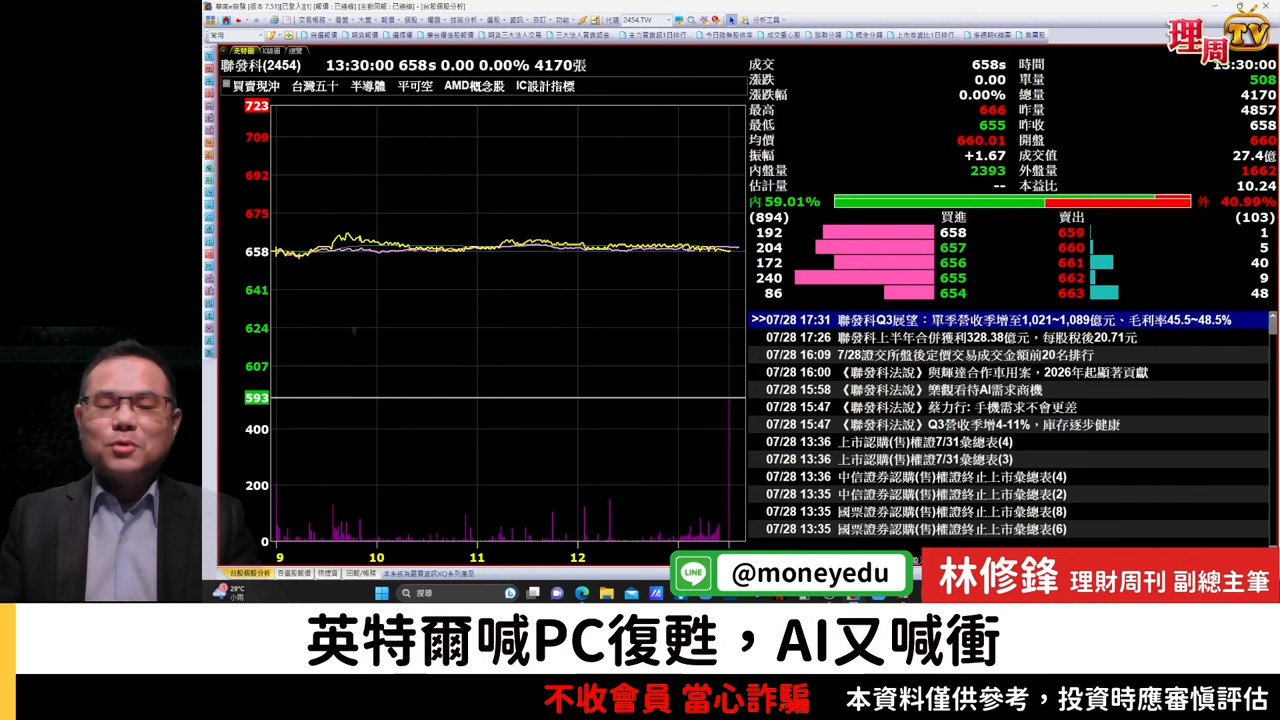 理周TV
聯發科(2454) 13:30:00 658s 0.00 0.00% 4170張
買賣現沖 台灣五十 半導體 平可空 AMD概念股 IC設計指標
723
709
692
675
658
641
624
607
593
400
200
0
9 10 11 12
成交 658s 時間 13:30:00
漲跌 0.00 單量 508
漲跌幅 0.00% 總量 4170
最高 666 昨量 4857
最低 655 昨收 658
均價 660.01 開盤 660
振幅 +1.67 成交值 27.4億
內盤量 2393 外盤量 1662
估計量 -- 本益比 10.24
內 59.01% 外 40.99%
(894) 買進 賣出 (103)
192 658 659 1
204 657 660 5
172 656 661 40
240 655 662 9
86 654 663 48
>>07/28 17:31 聯發科Q3展望：單季營收季增至1,021~1,089億元、毛利率45.5~48.5%
07/28 17:26 聯發科上半年合併獲利328.38億元，每股稅後20.71元
07/28 16:09 7/28證交所盤後定價交易成交金額前20名排行
07/28 16:00 《聯發科法說》與輝達合作車用案，2026年起顯著貢獻
07/28 15:58 《聯發科法說》樂觀看待AI需求商機
07/28 15:47 《聯發科法說》蔡力行: 手機需求不會更差
07/28 15:47 《聯發科法說》Q3營收季增4-11%，庫存逐步健康
07/28 13:36 上市認購(售)權證7/31彙總表(4)
07/28 13:36 上市認購(售)權證7/31彙總表(3)
07/28 13:36 中信證券認購(售)權證終止上市彙總表(4)
07/28 13:35 中信證券認購(售)權證終止上市彙總表(2)
07/28 13:35 國票證券認購(售)權證終止上市彙總表(8)
07/28 13:35 國票證券認購(售)權證終止上市彙總表(6)
29°C
小雨
搜尋
LINE @moneyedu
林修鋒 理財周刊 副總主筆
英特爾喊PC復甦，AI又喊衝
不收會員 當心詐騙 本資料僅供參考，投資時應審慎評估